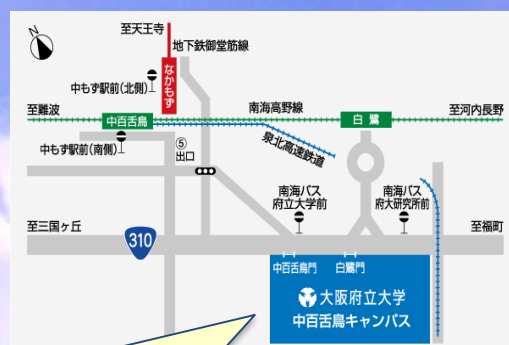 N
至天王寺
地下鉄御堂筋線
なかもず
中もず駅前(北側)
至難波
中百舌鳥
南海高野線
白鷺
至河内長野
中もず駅前(南側)
⑤
出口
泉北高速鉄道
南海バス
府立大学前
南海バス
府大研究所前
至三国ヶ丘
310
至福町
中百舌鳥門
白鷺門
大阪府立大学
中百舌鳥キャンパス